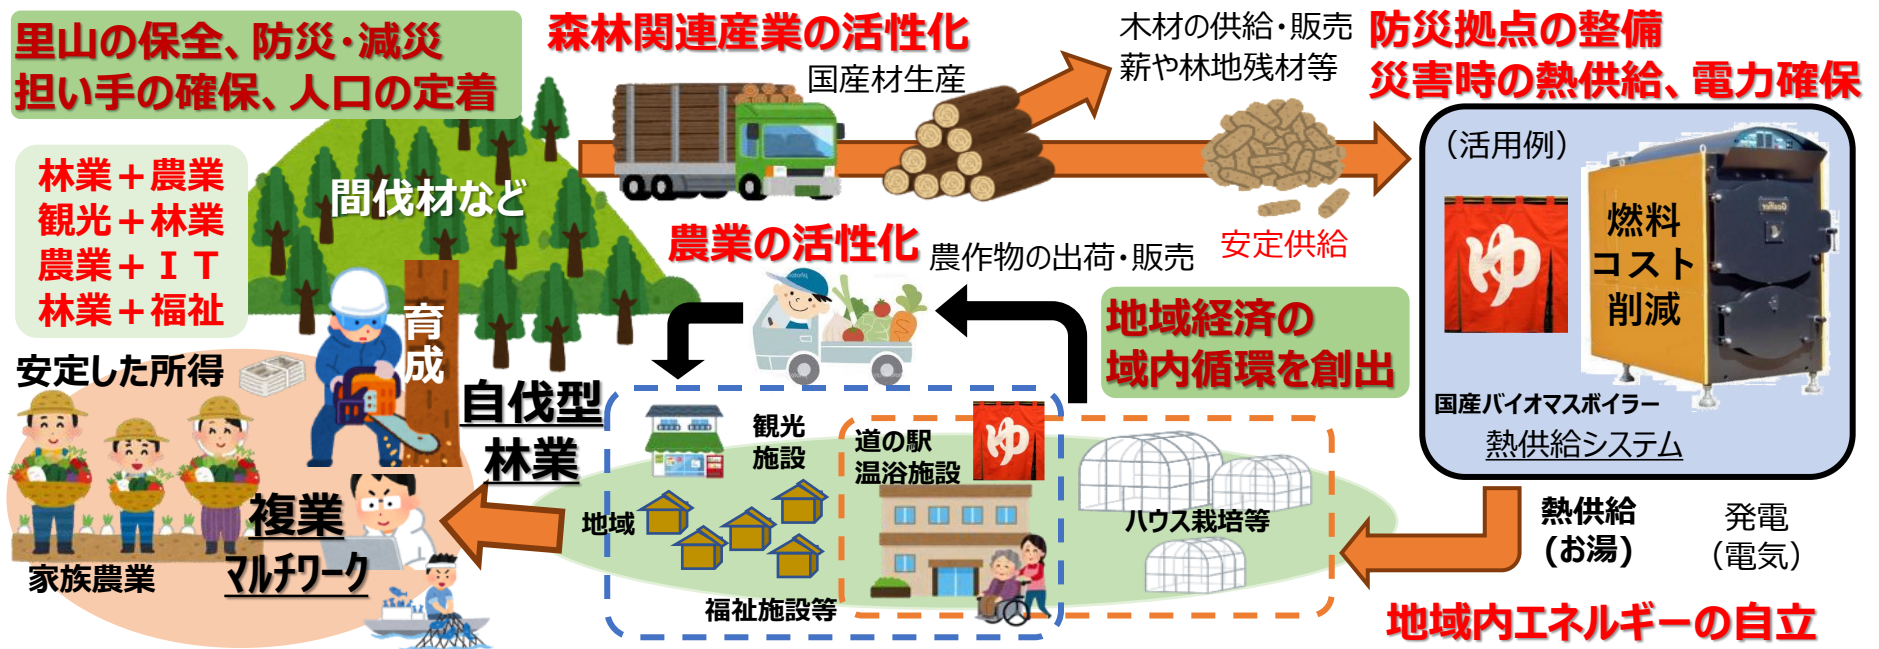 里山の保全、防災・減災
担い手の確保、人口の定着
森林関連産業の活性化
国産材生産
木材の供給・販売
薪や林地残材等
防災拠点の整備
災害時の熱供給、電力確保
林業＋農業
観光＋林業
農業＋ＩＴ
林業＋福祉
間伐材など
農業の活性化
農作物の出荷・販売
安定供給
（活用例）
ゆ
燃料
コスト
削減
国産バイオマスボイラー
熱供給システム
地域経済の
域内循環を創出
育成
安定した所得
自伐型
林業
複業
マルチワーク
家族農業
観光
施設
道の駅
温浴施設
ゆ
地域
ハウス栽培等
福祉施設等
熱供給
(お湯)
発電
（電気）
地域内エネルギーの自立